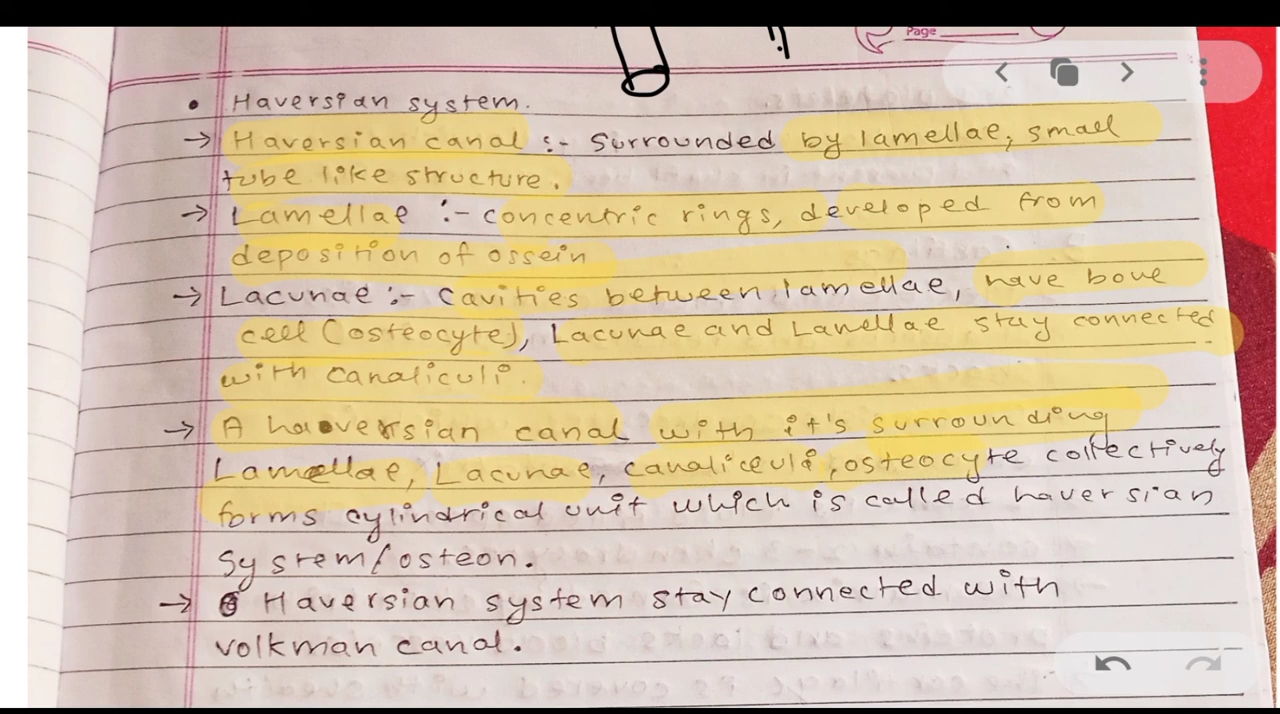 Page
• Haversian system.
→ Haversian canal :- Surrounded by lamellae, small
tube like structure.
→ Lamellae :- concentric rings, developed from
deposition of ossein
→ Lacunae :- cavities between lamellae, have bone
cell (osteocyte), Lacunae and Lamellae stay connected
with canaliculi.
→ A haversian canal with it's surrounding
Lamellae, Lacunae, canaliceuli, osteocyte collectively
forms cylindrical unit which is called haversian
System/osteon.
→ Haversian system stay connected with
volkman canal.